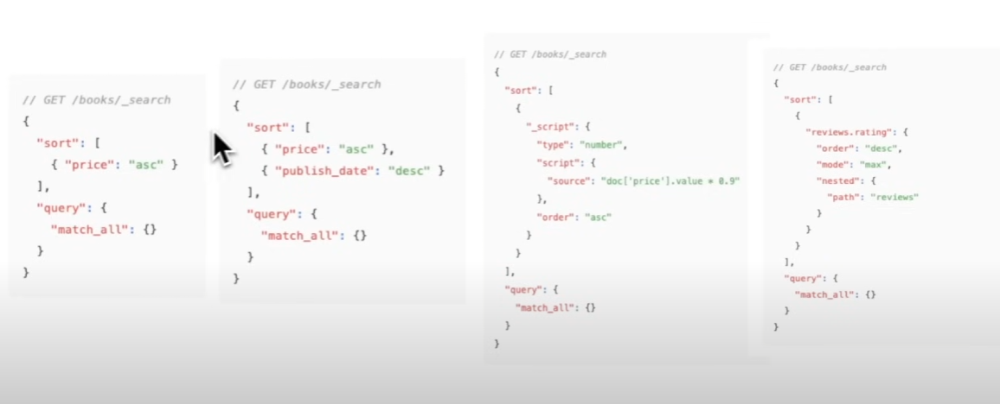 // GET /books/_search
{
  "sort": [
    { "price": "asc" }
  ],
  "query": {
    "match_all": {}
  }
}
// GET /books/_search
{
  "sort": [
    { "price": "asc" },
    { "publish_date": "desc" }
  ],
  "query": {
    "match_all": {}
  }
}
// GET /books/_search
{
  "sort": [
    {
      "_script": {
        "type": "number",
        "script": {
          "source": "doc['price'].value * 0.9"
        },
        "order": "asc"
      }
    }
  ],
  "query": {
    "match_all": {}
  }
}
// GET /books/_search
{
  "sort": [
    {
      "reviews.rating": {
        "order": "desc",
        "mode": "max",
        "nested": {
          "path": "reviews"
        }
      }
    }
  ],
  "query": {
    "match_all": {}
  }
}